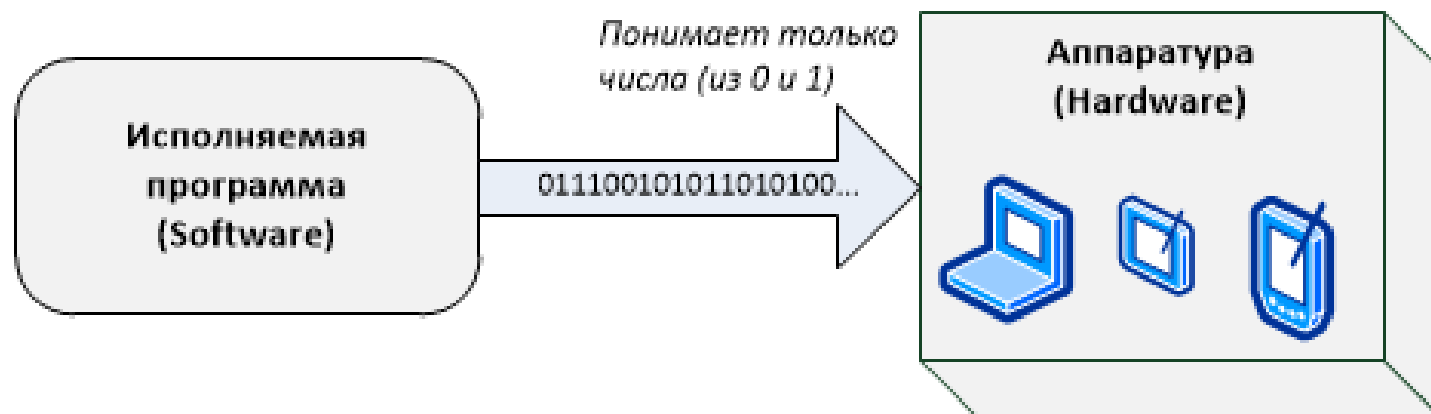 Понимает только
числа (из 0 и 1)
Аппаратура
(Hardware)
Исполняемая
программа
(Software)
011100101011010100...